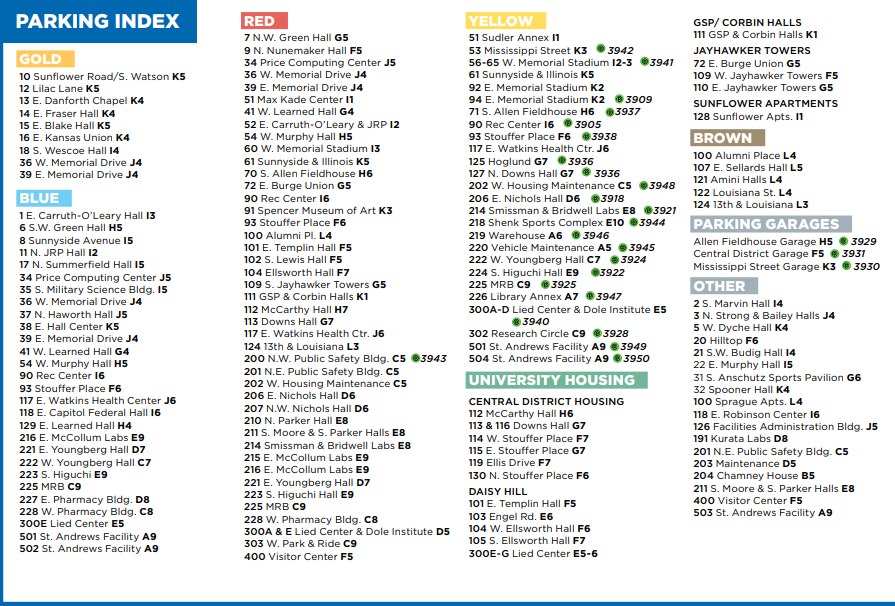 PARKING INDEX
GOLD
10 Sunflower Road/S. Watson K5
12 Lilac Lane K5
13 E. Danforth Chapel K4
14 E. Fraser Hall K4
15 E. Blake Hall K5
16 E. Kansas Union K4
18 S. Wescoe Hall I4
36 W. Memorial Drive J4
39 E. Memorial Drive J4
BLUE
1 E. Carruth-O'Leary Hall I3
6 S.W. Green Hall H5
8 Sunnyside Avenue I5
11 N. JRP Hall I2
17 N. Summerfield Hall I5
34 Price Computing Center J5
35 S. Military Science Bldg. I5
36 W. Memorial Drive J4
37 N. Haworth Hall J5
38 E. Hall Center K5
39 E. Memorial Drive J4
41 W. Learned Hall G4
54 W. Murphy Hall H5
90 Rec Center I6
93 Stouffer Place F6
117 E. Watkins Health Center J6
118 E. Capitol Federal Hall I6
129 E. Learned Hall H4
216 E. McCollum Labs E9
221 E. Youngberg Hall D7
222 W. Youngberg Hall C7
223 S. Higuchi E9
225 MRB C9
227 E. Pharmacy Bldg. D8
228 W. Pharmacy Bldg. C8
300E Lied Center E5
501 St. Andrews Facility A9
502 St. Andrews Facility A9
RED
7 N.W. Green Hall G5
9 N. Nunemaker Hall F5
34 Price Computing Center J5
36 W. Memorial Drive J4
39 E. Memorial Drive J4
51 Max Kade Center I1
41 W. Learned Hall G4
52 E. Carruth-O'Leary & JRP I2
54 W. Murphy Hall H5
60 W. Memorial Stadium I3
61 Sunnyside & Illinois K5
70 S. Allen Fieldhouse H6
72 E. Burge Union G5
90 Rec Center I6
91 Spencer Museum of Art K3
93 Stouffer Place F6
100 Alumni Pl. L4
101 E. Templin Hall F5
102 S. Lewis Hall F5
104 Ellsworth Hall F7
109 S. Jayhawker Towers G5
111 GSP & Corbin Halls K1
112 McCarthy Hall H7
113 Downs Hall G7
117 E. Watkins Health Ctr. J6
124 13th & Louisiana L3
200 N.W. Public Safety Bldg. C5 3943
201 N.E. Public Safety Bldg. C5
202 W. Housing Maintenance C5
206 E. Nichols Hall D6
207 N.W. Nichols Hall D6
210 N. Parker Hall E8
211 S. Moore & S. Parker Halls E8
214 Smissman & Bridwell Labs E8
215 E. McCollum Labs E9
216 E. McCollum Labs E9
221 E. Youngberg Hall D7
223 S. Higuchi Hall E9
225 MRB C9
228 W. Pharmacy Bldg. C8
300A & E Lied Center & Dole Institute D5
303 W. Park & Ride C9
400 Visitor Center F5
YELLOW
51 Sudler Annex I1
53 Mississippi Street K3 3942
56-65 W. Memorial Stadium I2-3 3941
61 Sunnyside & Illinois K5
92 E. Memorial Stadium K2
94 E. Memorial Stadium K2 3909
71 S. Allen Fieldhouse H6 3937
90 Rec Center I6 3905
93 Stouffer Place F6 3938
117 E. Watkins Health Ctr. J6
125 Hoglund G7 3936
127 N. Downs Hall G7 3936
202 W. Housing Maintenance C5 3948
206 E. Nichols Hall D6 3918
214 Smissman & Bridwell Labs E8 3921
218 Shenk Sports Complex E10 3944
219 Warehouse A6 3946
220 Vehicle Maintenance A5 3945
222 W. Youngberg Hall C7 3924
224 S. Higuchi Hall E9 3922
225 MRB C9 3925
226 Library Annex A7 3947
300A-D Lied Center & Dole Institute E5
3940
302 Research Circle C9 3928
501 St. Andrews Facility A9 3949
504 St. Andrews Facility A9 3950
UNIVERSITY HOUSING
CENTRAL DISTRICT HOUSING
112 McCarthy Hall H6
113 & 116 Downs Hall G7
114 W. Stouffer Place F7
115 E. Stouffer Place G7
119 Ellis Drive F7
130 N. Stouffer Place F6
DAISY HILL
101 E. Templin Hall F5
103 Engel Rd. E6
104 W. Ellsworth Hall F6
105 S. Ellsworth Hall F7
300E-G Lied Center E5-6
GSP/ CORBIN HALLS
111 GSP & Corbin Halls K1
JAYHAWKER TOWERS
72 E. Burge Union G5
109 W. Jayhawker Towers F5
110 E. Jayhawker Towers G5
SUNFLOWER APARTMENTS
128 Sunflower Apts. I1
BROWN
100 Alumni Place L4
107 E. Sellards Hall L5
121 Amini Halls L4
122 Louisiana St. L4
124 13th & Louisiana L3
PARKING GARAGES
Allen Fieldhouse Garage H5 3929
Central District Garage F5 3931
Mississippi Street Garage K3 3930
OTHER
2 S. Marvin Hall I4
3 N. Strong & Bailey Halls J4
5 W. Dyche Hall K4
20 Hilltop F6
21 S.W. Budig Hall I4
22 E. Murphy Hall I5
31 S. Anschutz Sports Pavilion G6
32 Spooner Hall K4
100 Sprague Apts. L4
118 E. Robinson Center I6
126 Facilities Administration Bldg. J5
191 Kurata Labs D8
201 N.E. Public Safety Bldg. C5
203 Maintenance D5
204 Chamney House B5
211 S. Moore & S. Parker Halls E8
400 Visitor Center F5
503 St. Andrews Facility A9